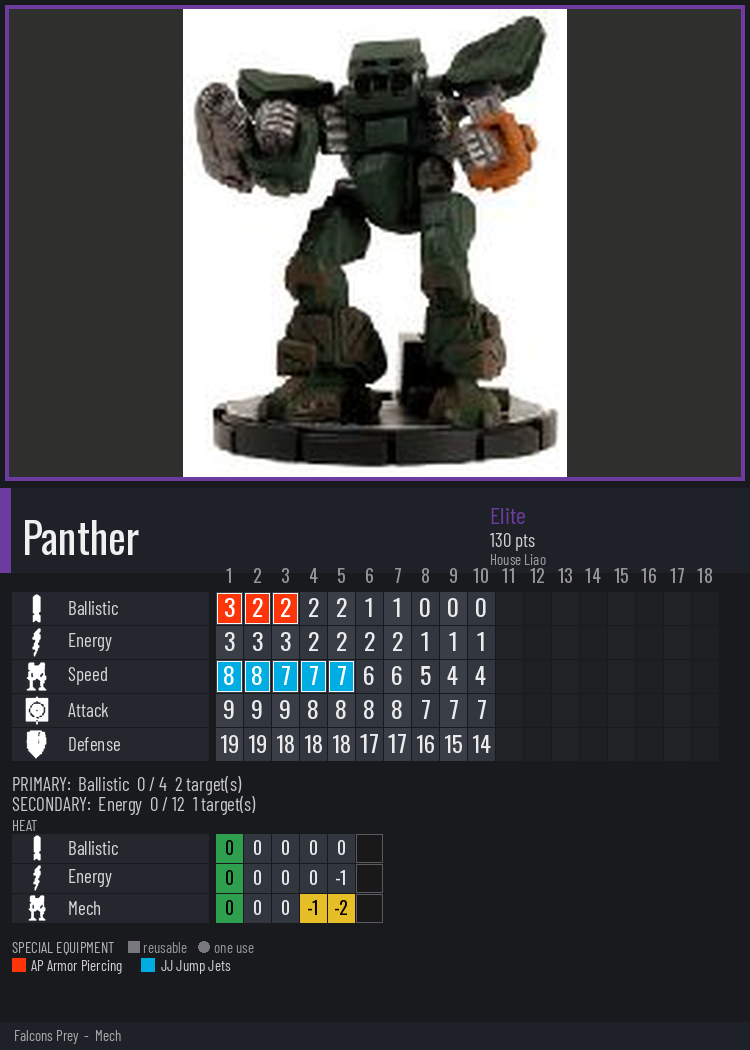 Panther
Elite
130 pts
House Liao
1 2 3 4 5 6 7 8 9 10 11 12 13 14 15 16 17 18
Ballistic 3 2 2 2 2 1 1 0 0 0
Energy 3 3 3 2 2 2 2 1 1 1
Speed 8 8 7 7 7 6 6 5 4 4
Attack 9 9 9 8 8 8 8 7 7 7
Defense 19 19 18 18 18 17 17 16 15 14
PRIMARY: Ballistic 0 / 4 2 target(s)
SECONDARY: Energy 0 / 12 1 target(s)
HEAT
Ballistic 0 0 0 0 0
Energy 0 0 0 0 -1
Mech 0 0 0 -1 -2
SPECIAL EQUIPMENT reusable one use
AP Armor Piercing JJ Jump Jets
Falcons Prey - Mech